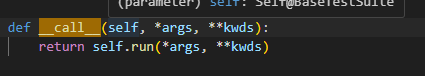 (parameter) self: Self@BaseTestSuite
def __call__(self, *args, **kwds):
return self.run(*args, **kwds)